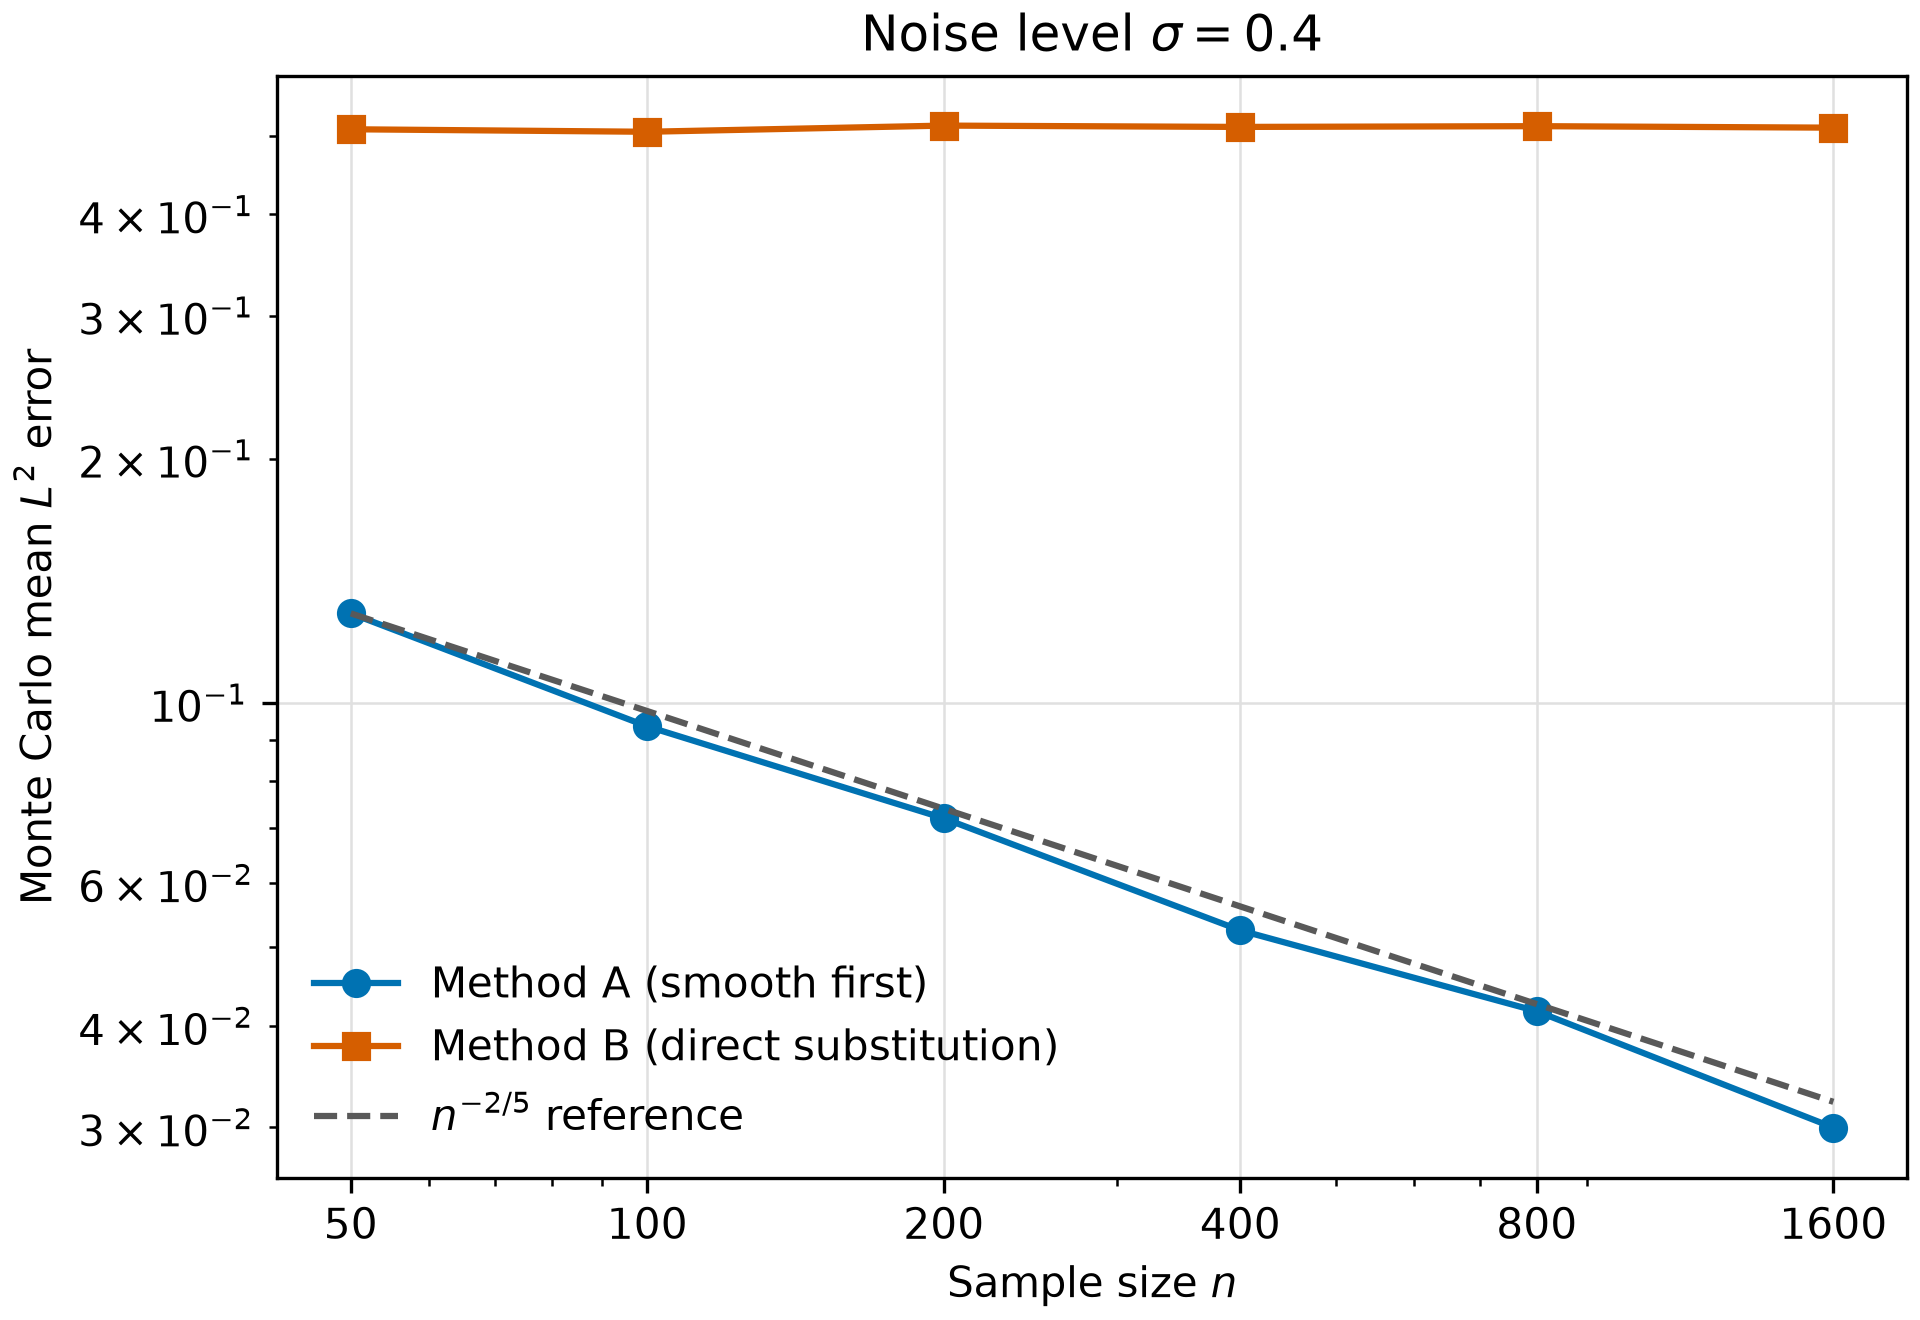 Noise level σ = 0.4
Monte Carlo mean L² error
4 × 10⁻¹
3 × 10⁻¹
2 × 10⁻¹
10⁻¹
6 × 10⁻²
4 × 10⁻²
3 × 10⁻²
Method A (smooth first)
Method B (direct substitution)
n⁻²/⁵ reference
50 100 200 400 800 1600
Sample size n